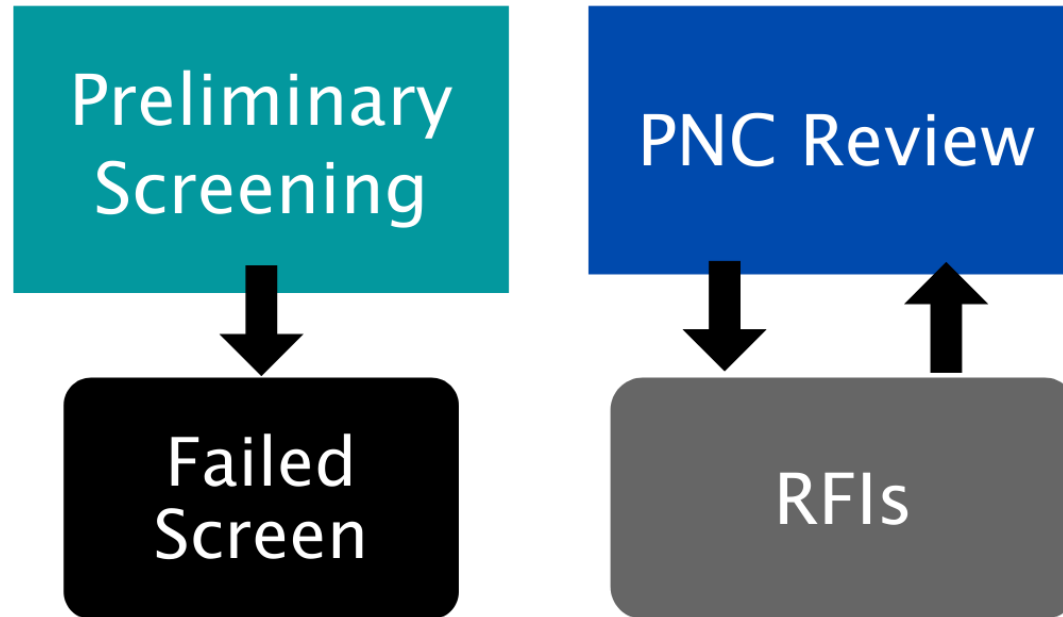 Preliminary
Screening
PNC Review
Failed
Screen
RFIs